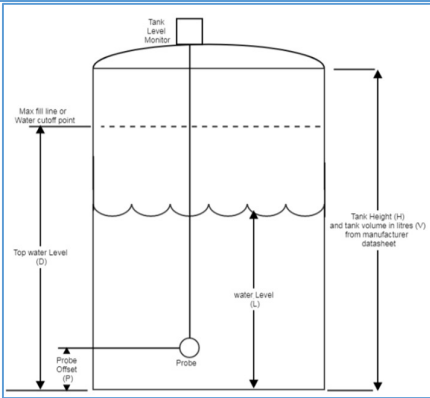 Tank
Level
Monitor
Max fill line or
Water cutoff point
Tank Height (H)
and tank volume in litres (V)
from manufacturer
datasheet
Top water Level
(D)
water Level
(L)
Probe
Offset
(P)
Probe